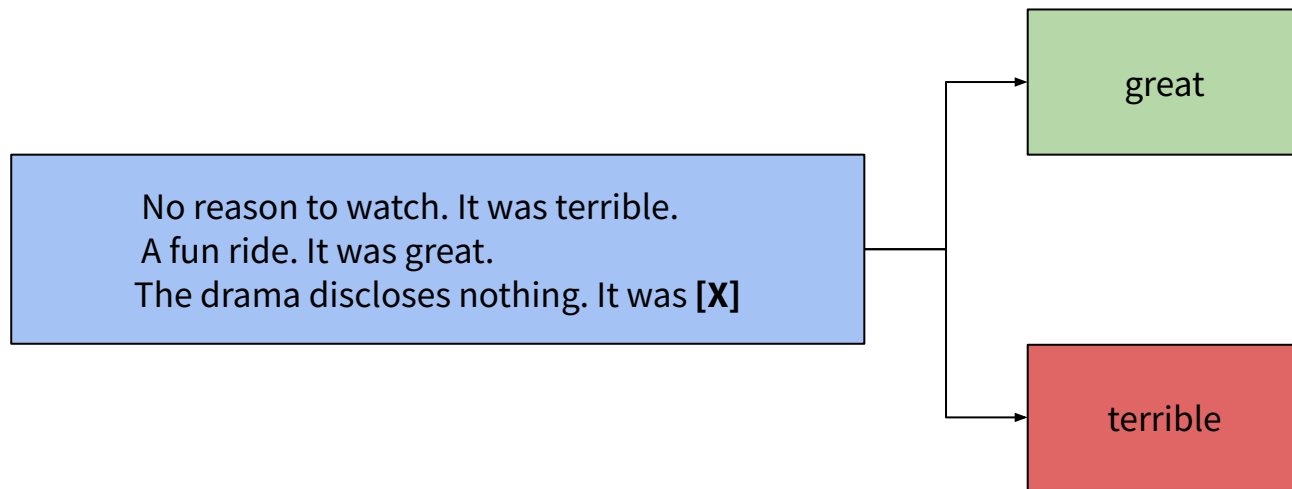 No reason to watch. It was terrible.
A fun ride. It was great.
The drama discloses nothing. It was [X]
great
terrible